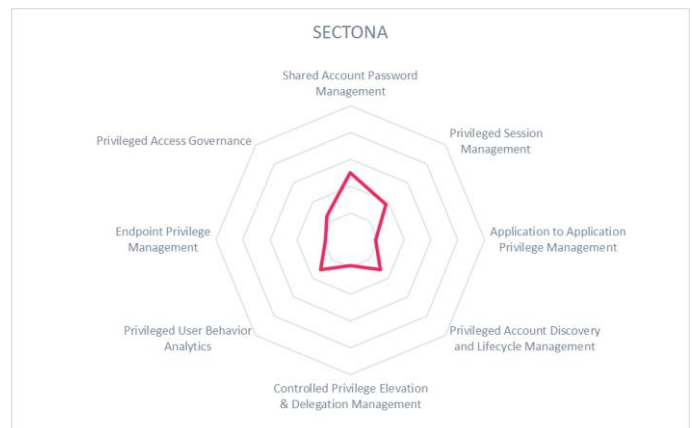 SECTONA
Shared Account Password
Management
Privileged Access Governance
Privileged Session
Management
Endpoint Privilege
Management
Application to Application
Privilege Management
Privileged User Behavior
Analytics
Privileged Account Discovery
and Lifecycle Management
Controlled Privilege Elevation
& Delegation Management